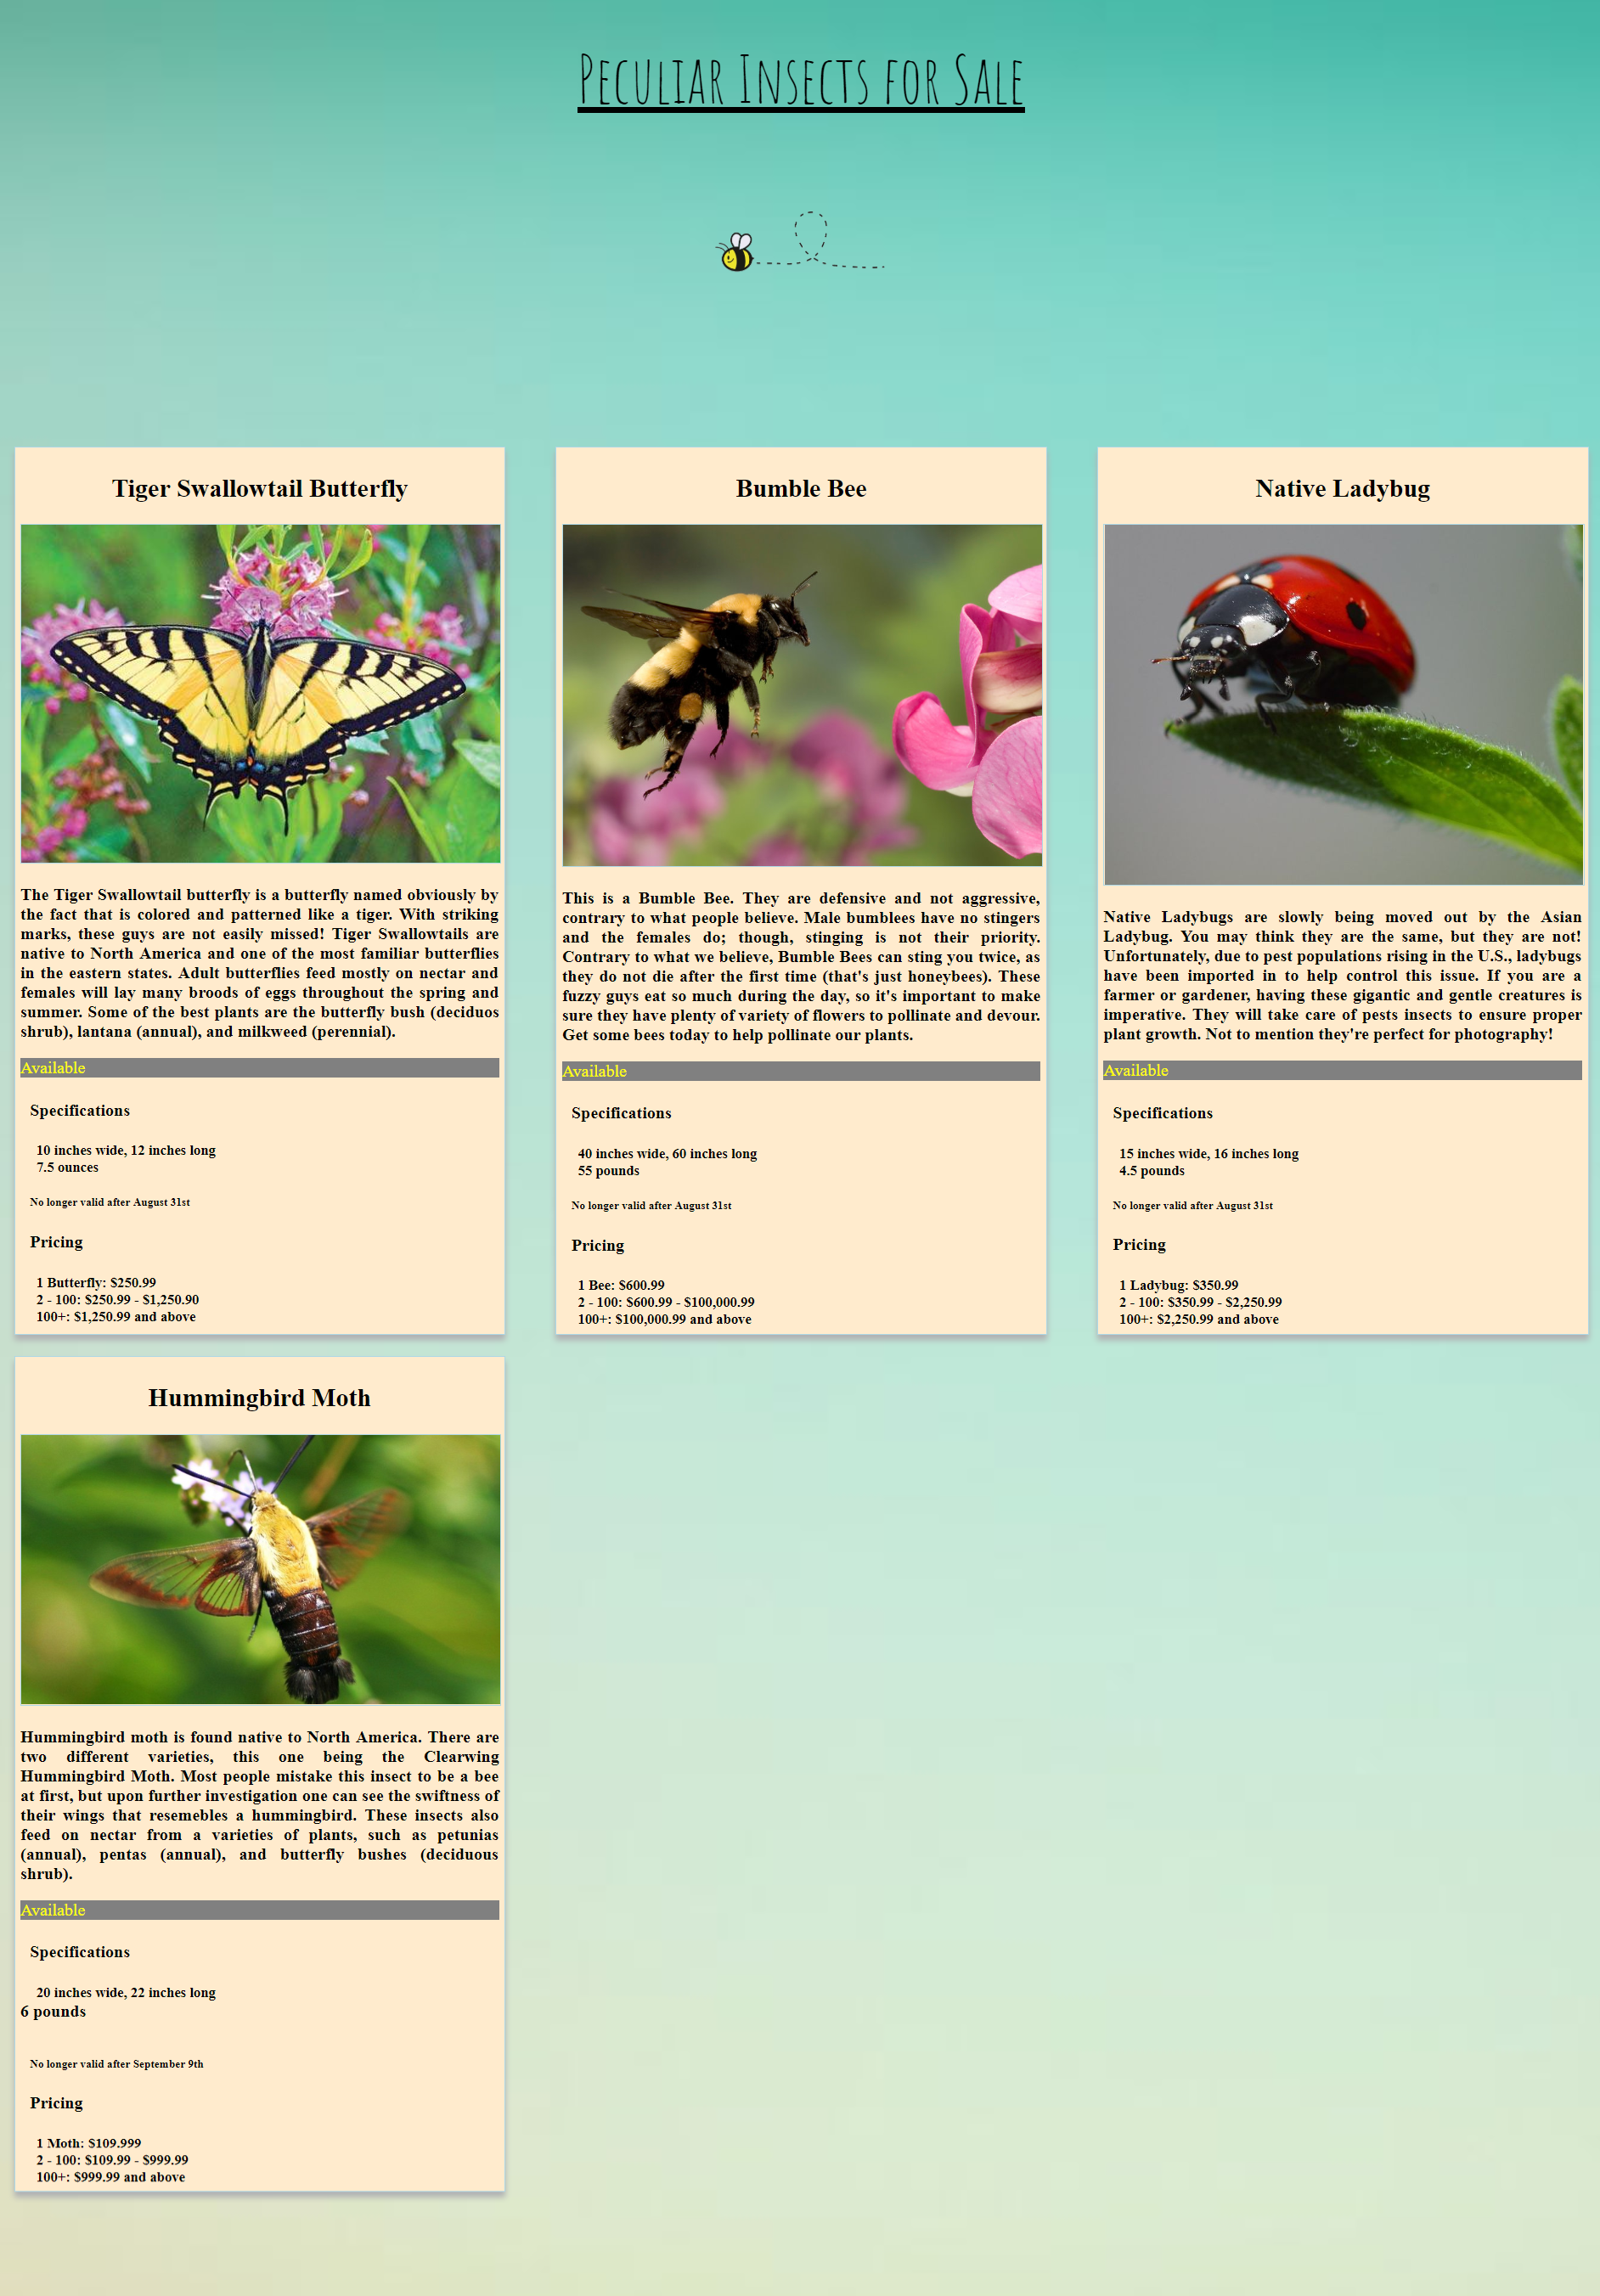 Peculiar Insects for Sale
Tiger Swallowtail Butterfly
The Tiger Swallowtail butterfly is a butterfly named obviously by
the fact that is colored and patterned like a tiger. With striking
marks, these guys are not easily missed! Tiger Swallowtails are
native to North America and one of the most familiar butterflies
in the eastern states. Adult butterflies feed mostly on nectar and
females will lay many broods of eggs throughout the spring and
summer. Some of the best plants are the butterfly bush (deciduos
shrub), lantana (annual), and milkweed (perennial).
Available
Specifications
10 inches wide, 12 inches long
7.5 ounces
No longer valid after August 31st
Pricing
1 Butterfly: $250.99
2 - 100: $250.99 - $1,250.90
100+: $1,250.99 and above
Bumble Bee
This is a Bumble Bee. They are defensive and not aggressive,
contrary to what people believe. Male bumblees have no stingers
and the females do; though, stinging is not their priority.
Contrary to what we believe, Bumble Bees can sting you twice, as
they do not die after the first time (that's just honeybees). These
fuzzy guys eat so much during the day, so it's important to make
sure they have plenty of variety of flowers to pollinate and devour.
Get some bees today to help pollinate our plants.
Available
Specifications
40 inches wide, 60 inches long
55 pounds
No longer valid after August 31st
Pricing
1 Bee: $600.99
2 - 100: $600.99 - $100,000.99
100+: $100,000.99 and above
Native Ladybug
Native Ladybugs are slowly being moved out by the Asian
Ladybug. You may think they are the same, but they are not!
Unfortunately, due to pest populations rising in the U.S., ladybugs
have been imported in to help control this issue. If you are a
farmer or gardener, having these gigantic and gentle creatures is
imperative. They will take care of pests insects to ensure proper
plant growth. Not to mention they're perfect for photography!
Available
Specifications
15 inches wide, 16 inches long
4.5 pounds
No longer valid after August 31st
Pricing
1 Ladybug: $350.99
2 - 100: $350.99 - $2,250.99
100+: $2,250.99 and above
Hummingbird Moth
Hummingbird moth is found native to North America. There are
two different varieties, this one being the Clearwing
Hummingbird Moth. Most people mistake this insect to be a bee
at first, but upon further investigation one can see the swiftness of
their wings that resemebles a hummingbird. These insects also
feed on nectar from a varieties of plants, such as petunias
(annual), pentas (annual), and butterfly bushes (deciduous
shrub).
Available
Specifications
20 inches wide, 22 inches long
6 pounds
No longer valid after September 9th
Pricing
1 Moth: $109.999
2 - 100: $109.99 - $999.99
100+: $999.99 and above